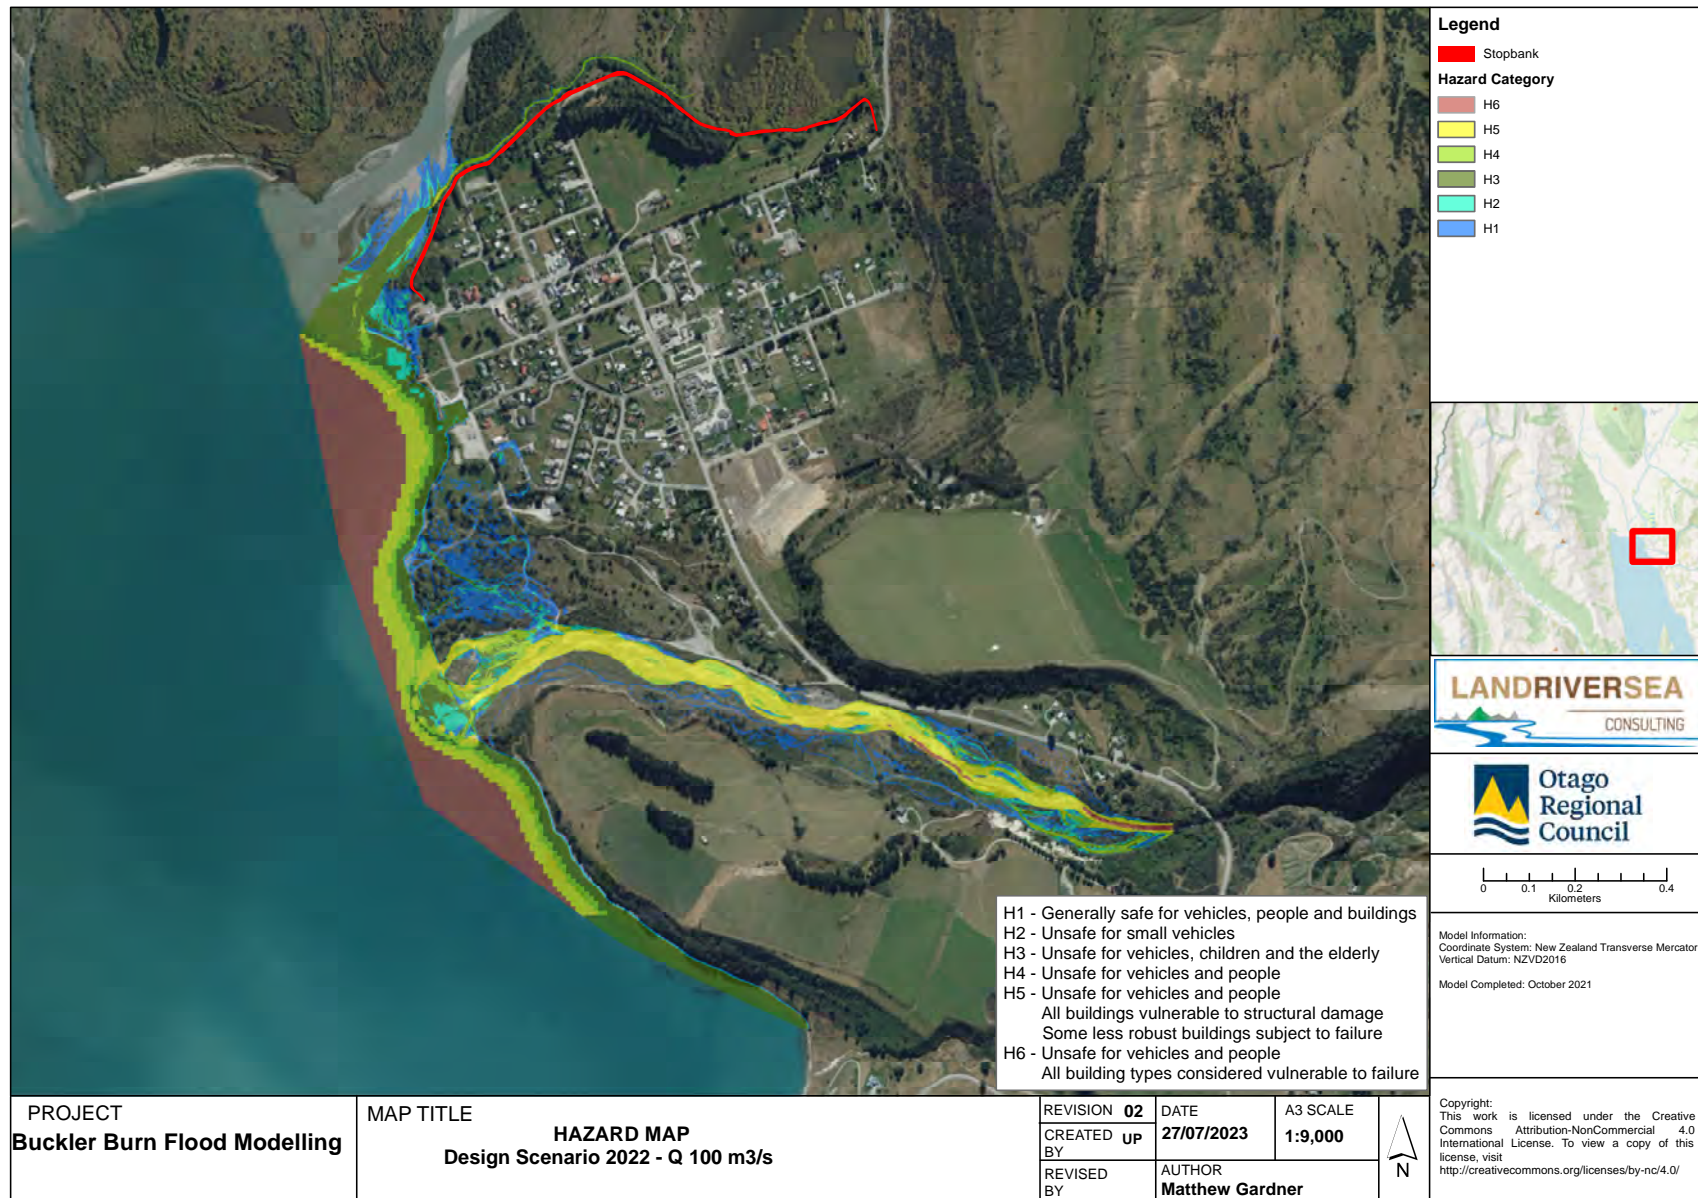 Legend
Stopbank
Hazard Category
H6
H5
H4
H3
H2
H1
LANDRIVERSEA
CONSULTING
Otago
Regional
Council
0 0.1 0.2 0.4
Kilometers
Model Information:
Coordinate System: New Zealand Transverse Mercator
Vertical Datum: NZVD2016
Model Completed: October 2021
Copyright:
This work is licensed under the Creative
Commons Attribution-NonCommercial 4.0
International License. To view a copy of this
license, visit
http://creativecommons.org/licenses/by-nc/4.0/
H1 - Generally safe for vehicles, people and buildings
H2 - Unsafe for small vehicles
H3 - Unsafe for vehicles, children and the elderly
H4 - Unsafe for vehicles and people
H5 - Unsafe for vehicles and people
All buildings vulnerable to structural damage
Some less robust buildings subject to failure
H6 - Unsafe for vehicles and people
All building types considered vulnerable to failure
PROJECT
Buckler Burn Flood Modelling
MAP TITLE
HAZARD MAP
Design Scenario 2022 - Q 100 m3/s
REVISION 02
CREATED BY UP
REVISED BY
DATE
27/07/2023
A3 SCALE
1:9,000
AUTHOR
Matthew Gardner
N